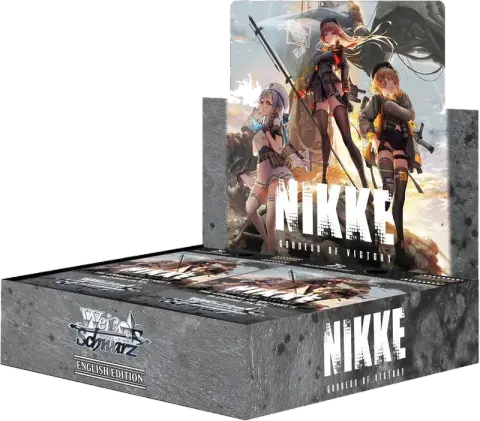 NIKKE
GODDESS OF VICTORY
Weiß
Schwarz
ENGLISH EDITION
NIKKE
GODDESS OF VICTORY